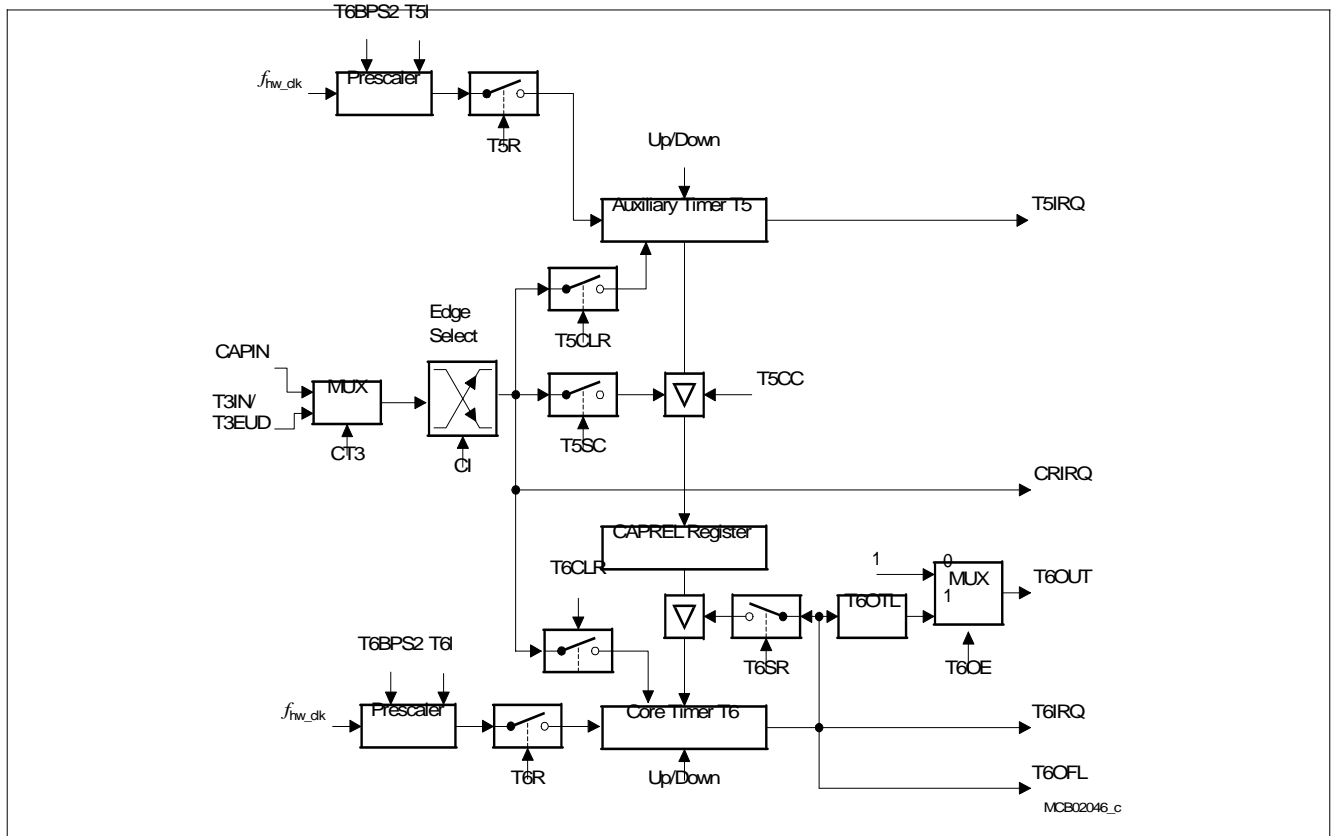 T6BPS2 T5I
fhw_clk
Prescaler
T5R
Up/Down
Auxiliary Timer T5
T5IRQ
Edge
Select
T5CLR
CAPIN
MUX
T3IN/
T3EUD
CT3
CI
T5SC
T5CC
CRIRQ
CAPREL Register
T6CLR
1
0
MUX
1
T6OUT
T6OTL
T6BPS2 T6I
T6SR
T6OE
fhw_clk
Prescaler
Core Timer T6
T6IRQ
T6R
Up/Down
T6OFL
MCB02046_c